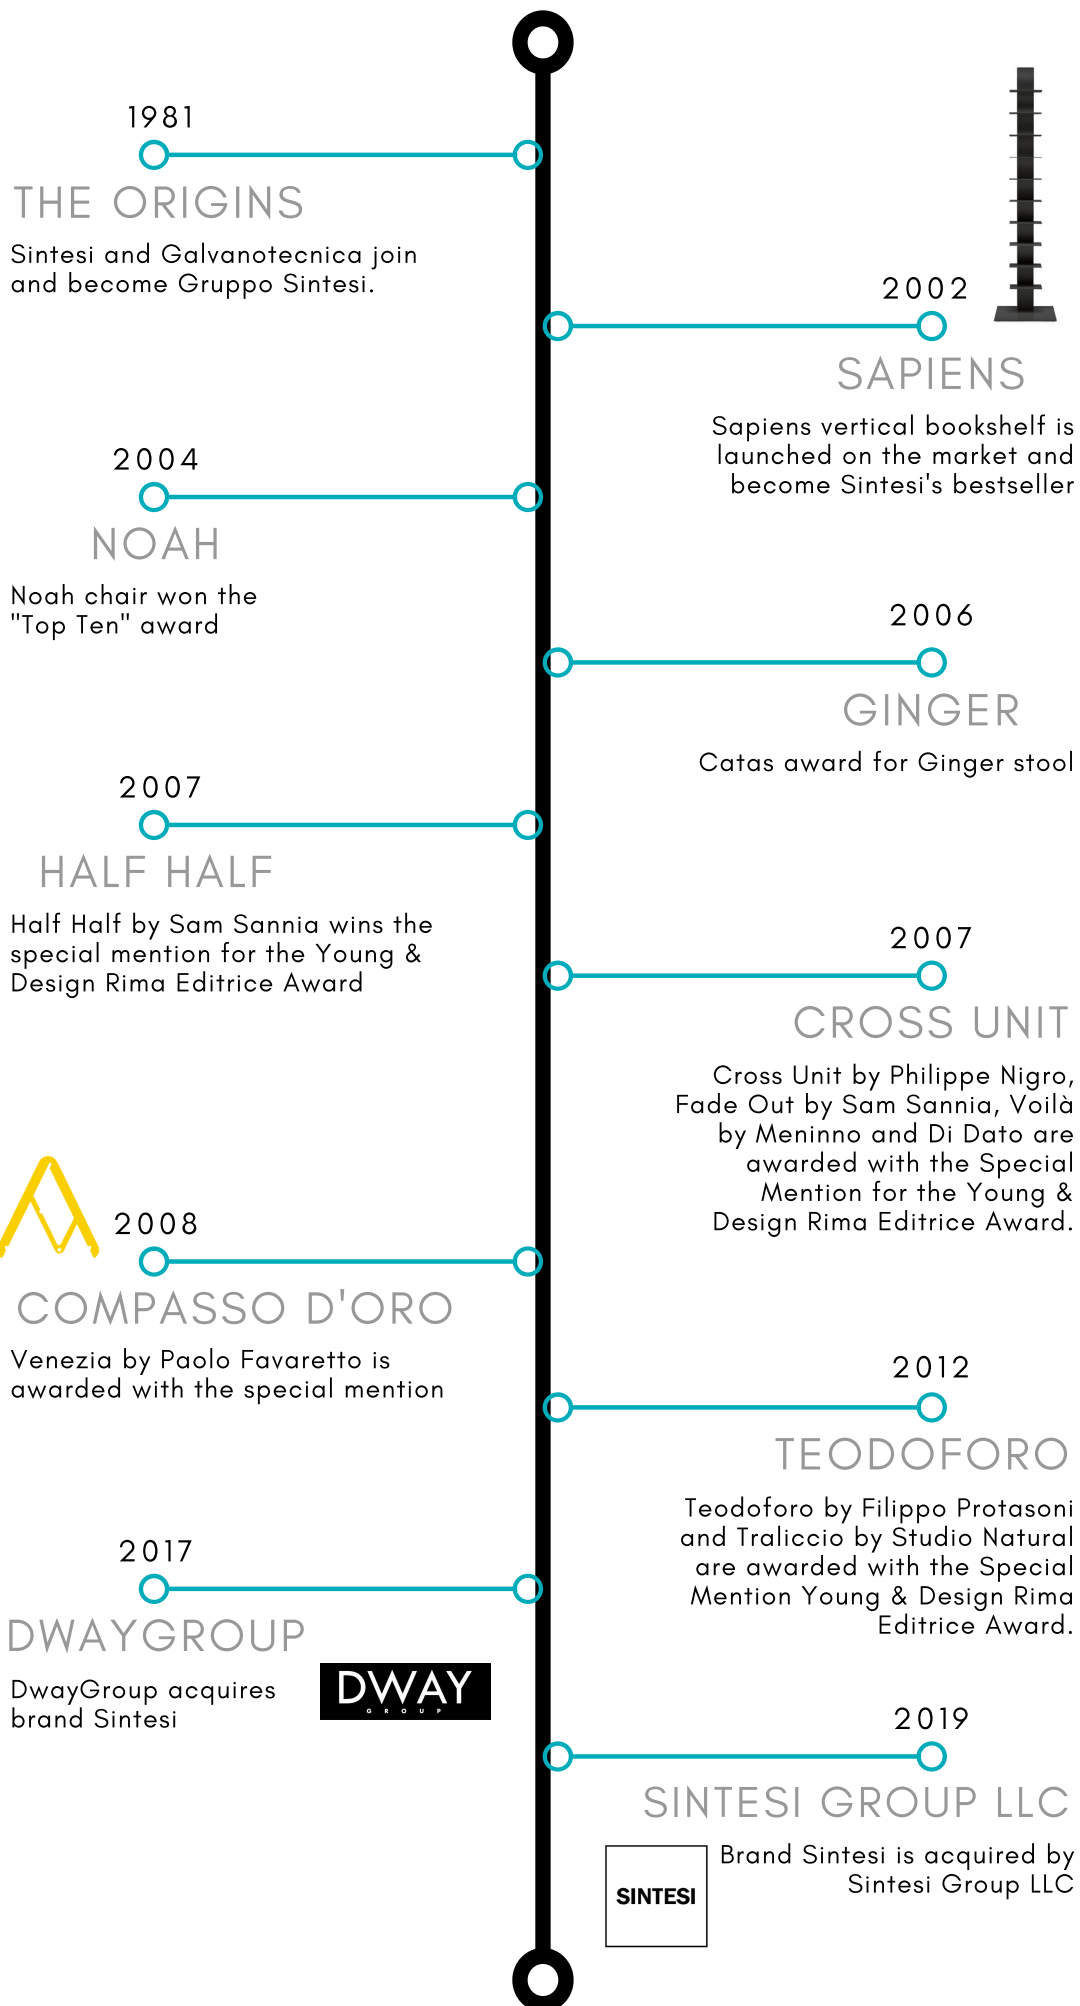 1981
THE ORIGINS
Sintesi and Galvanotecnica join
and become Gruppo Sintesi.
2002
SAPIENS
Sapiens vertical bookshelf is
launched on the market and
become Sintesi's bestseller
2004
NOAH
Noah chair won the
"Top Ten" award
2006
GINGER
Catas award for Ginger stool
2007
HALF HALF
Half Half by Sam Sannia wins the
special mention for the Young &
Design Rima Editrice Award
2007
CROSS UNIT
Cross Unit by Philippe Nigro,
Fade Out by Sam Sannia, Voilà
by Meninno and Di Dato are
awarded with the Special
Mention for the Young &
Design Rima Editrice Award.
2008
COMPASSO D'ORO
Venezia by Paolo Favaretto is
awarded with the special mention
2012
TEODOFORO
Teodoforo by Filippo Protasoni
and Traliccio by Studio Natural
are awarded with the Special
Mention Young & Design Rima
Editrice Award.
2017
DWAYGROUP
DwayGroup acquires
brand Sintesi
DWAY
GROUP
2019
SINTESI GROUP LLC
Brand Sintesi is acquired by
Sintesi Group LLC
SINTESI